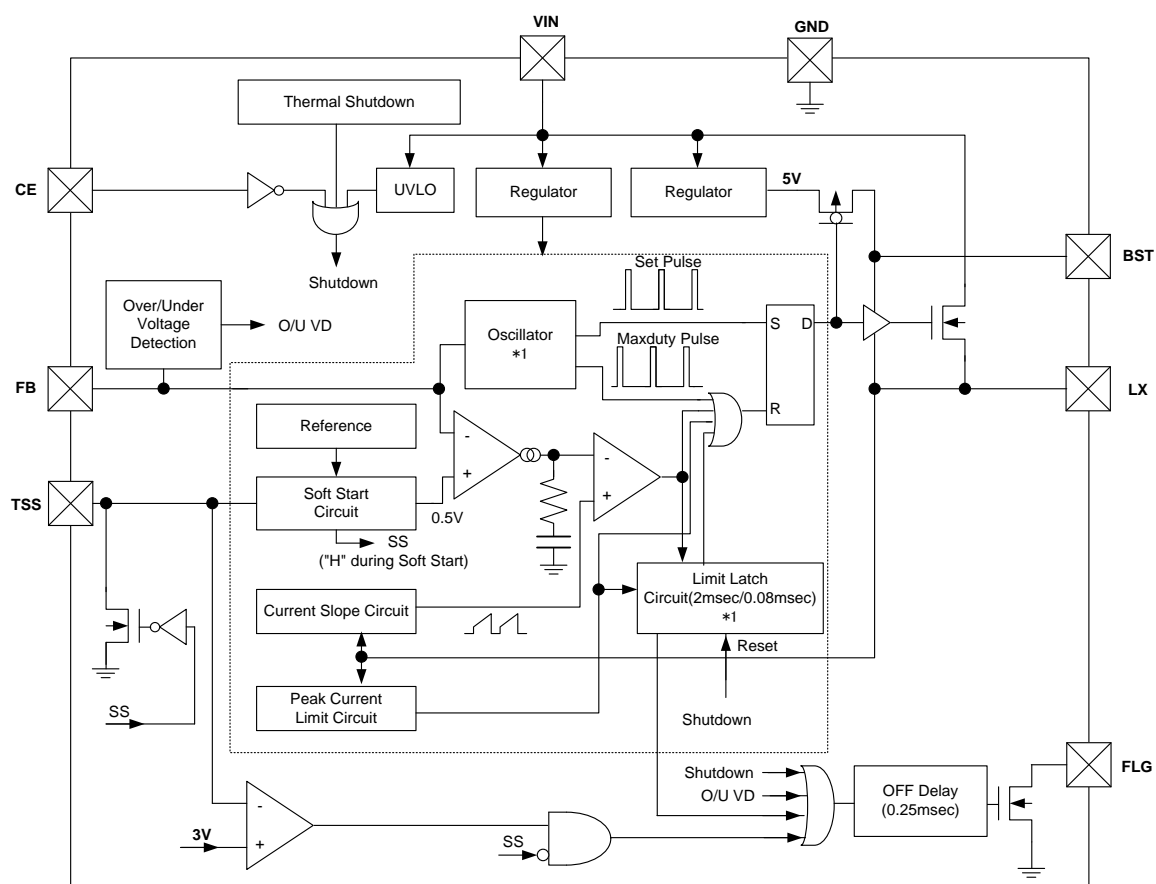 VIN
GND
Thermal Shutdown
CE
UVLO
Regulator
Regulator
5V
BST
Shutdown
Set Pulse
Over/Under
Voltage
Detection
O/U VD
Oscillator
*1
S
D
Maxduty Pulse
FB
LX
R
Reference
-
+
-
+
TSS
Soft Start
Circuit
0.5V
SS
("H" during Soft Start)
Limit Latch
Circuit(2msec/0.08msec)
*1
Current Slope Circuit
Reset
Peak Current
Limit Circuit
SS
Shutdown
FLG
Shutdown
O/U VD
OFF Delay
(0.25msec)
-
+
3V
SS